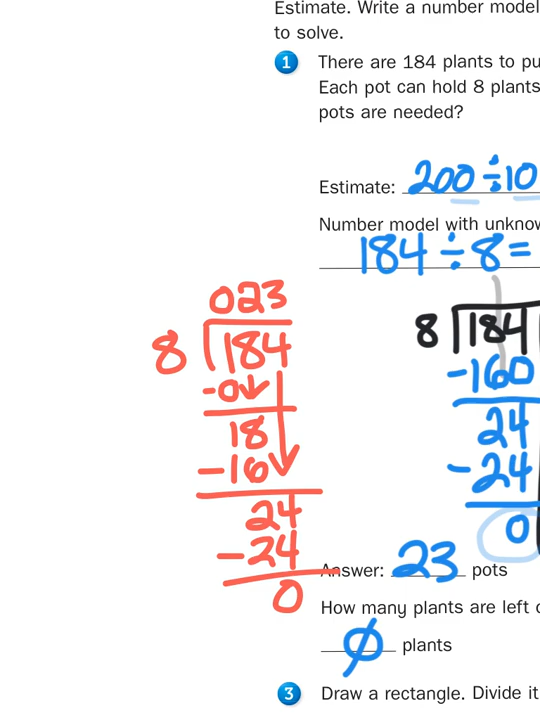 Estimate. Write a number model
to solve.
1 There are 184 plants to pu
Each pot can hold 8 plants
pots are needed?
Estimate: 200 ÷ 10
Number model with unknow
184 ÷ 8 =
023
8 184
-0
18
-16
24
-24
0
8 184
-160
24
-24
0
Answer: 23 pots
How many plants are left o
0 plants
3 Draw a rectangle. Divide it